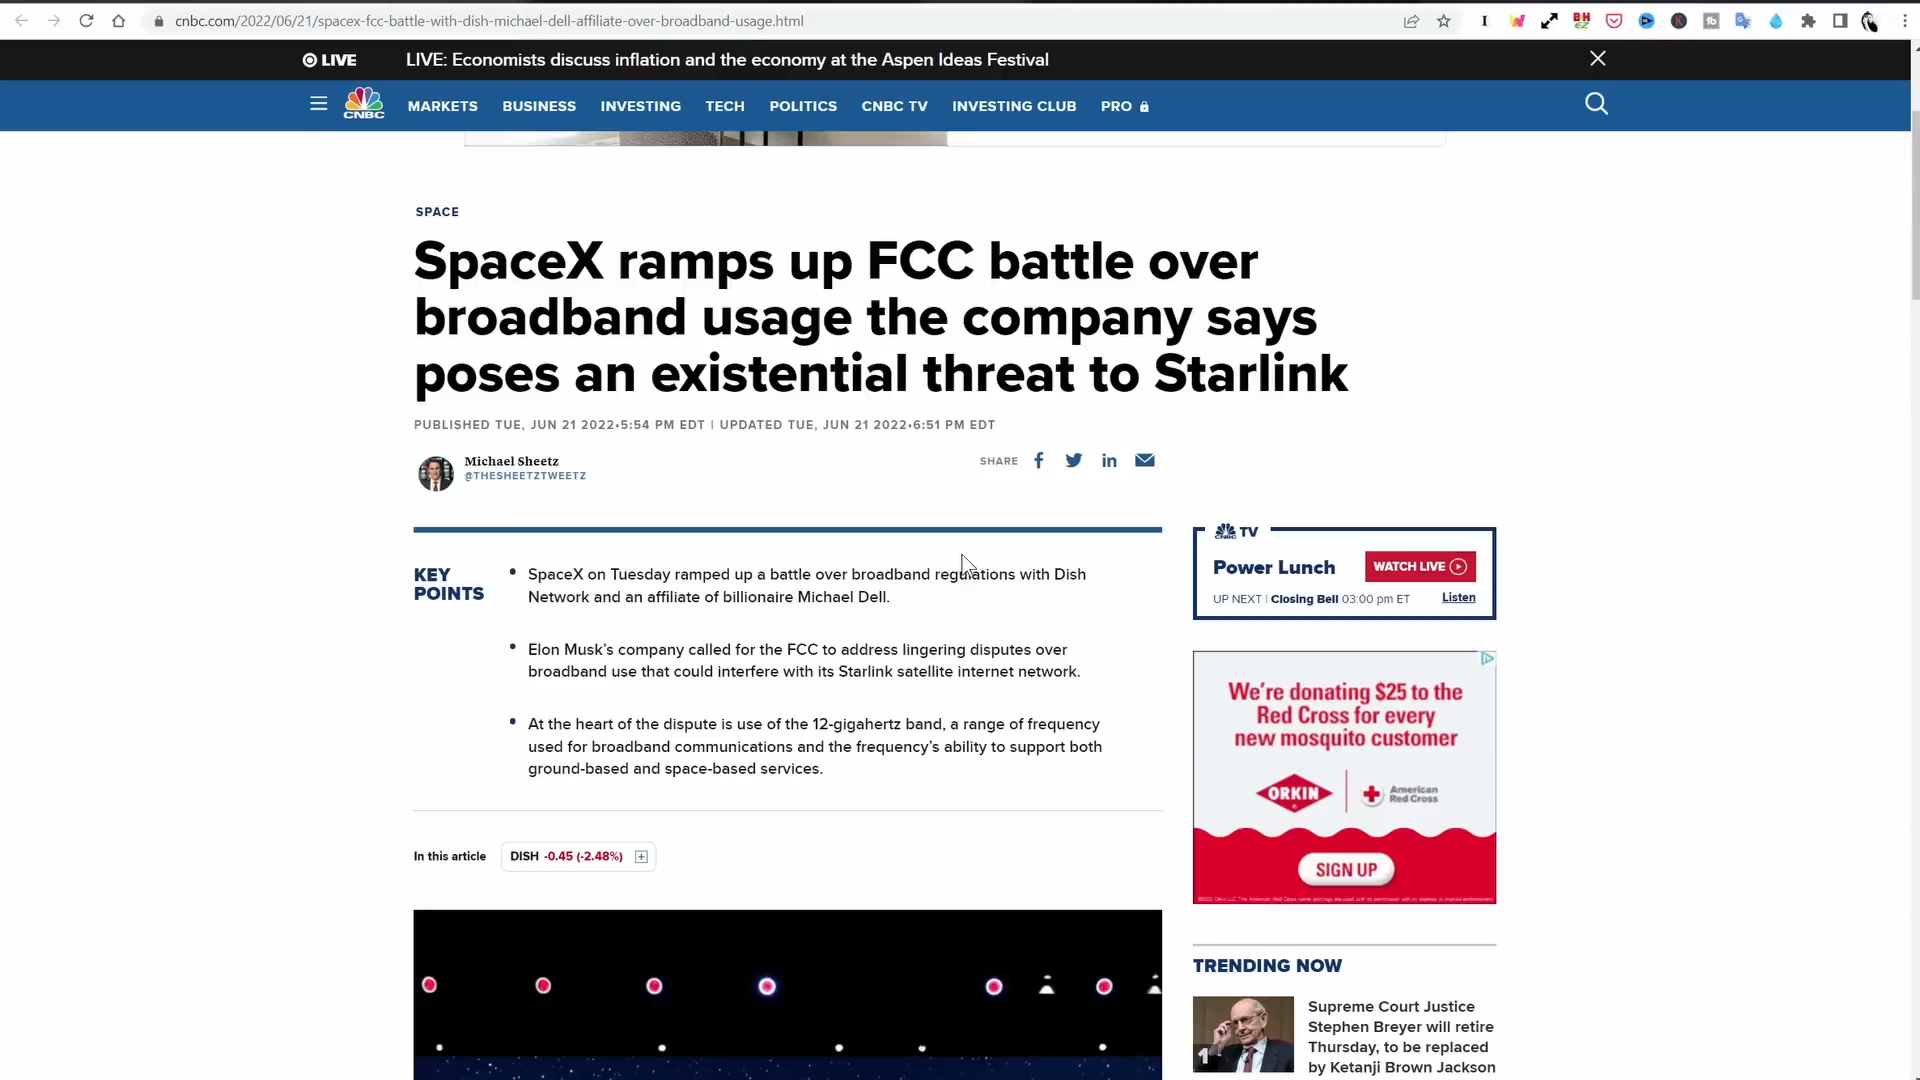 cnbc.com/2022/06/21/spacex-fcc-battle-with-dish-michael-dell-affiliate-over-broadband-usage.html
LIVE
LIVE: Economists discuss inflation and the economy at the Aspen Ideas Festival
CNBC
MARKETS BUSINESS INVESTING TECH POLITICS CNBC TV INVESTING CLUB PRO
SPACE
SpaceX ramps up FCC battle over
broadband usage the company says
poses an existential threat to Starlink
PUBLISHED TUE, JUN 21 2022•5:54 PM EDT | UPDATED TUE, JUN 21 2022•6:51 PM EDT
Michael Sheetz
@THESHEETZTWEETZ
SHARE
KEY
POINTS
• SpaceX on Tuesday ramped up a battle over broadband regulations with Dish
Network and an affiliate of billionaire Michael Dell.
• Elon Musk’s company called for the FCC to address lingering disputes over
broadband use that could interfere with its Starlink satellite internet network.
• At the heart of the dispute is use of the 12-gigahertz band, a range of frequency
used for broadband communications and the frequency’s ability to support both
ground-based and space-based services.
In this article
DISH -0.45 (-2.48%)
CNBC TV
Power Lunch
WATCH LIVE
UP NEXT | Closing Bell 03:00 pm ET
Listen
We’re donating $25 to the
Red Cross for every
new mosquito customer
ORKIN
American
Red Cross
SIGN UP
TRENDING NOW
1
Supreme Court Justice
Stephen Breyer will retire
Thursday, to be replaced
by Ketanji Brown Jackson